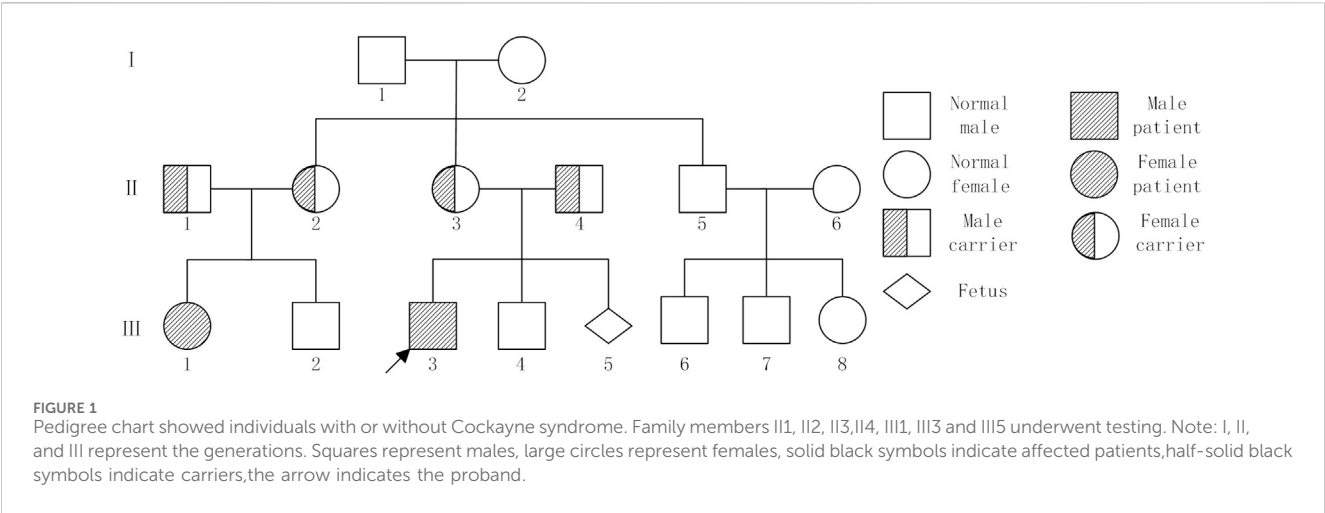 I
1
2
II
1
2
3
4
5
6
III
1
2
3
4
5
6
7
8
Normal
male
Male
patient
Normal
female
Female
patient
Male
carrier
Female
carrier
Fetus
FIGURE 1
Pedigree chart showed individuals with or without Cockayne syndrome. Family members II1, II2, II3,II4, III1, III3 and III5 underwent testing. Note: I, II,
and III represent the generations. Squares represent males, large circles represent females, solid black symbols indicate affected patients,half-solid black
symbols indicate carriers,the arrow indicates the proband.